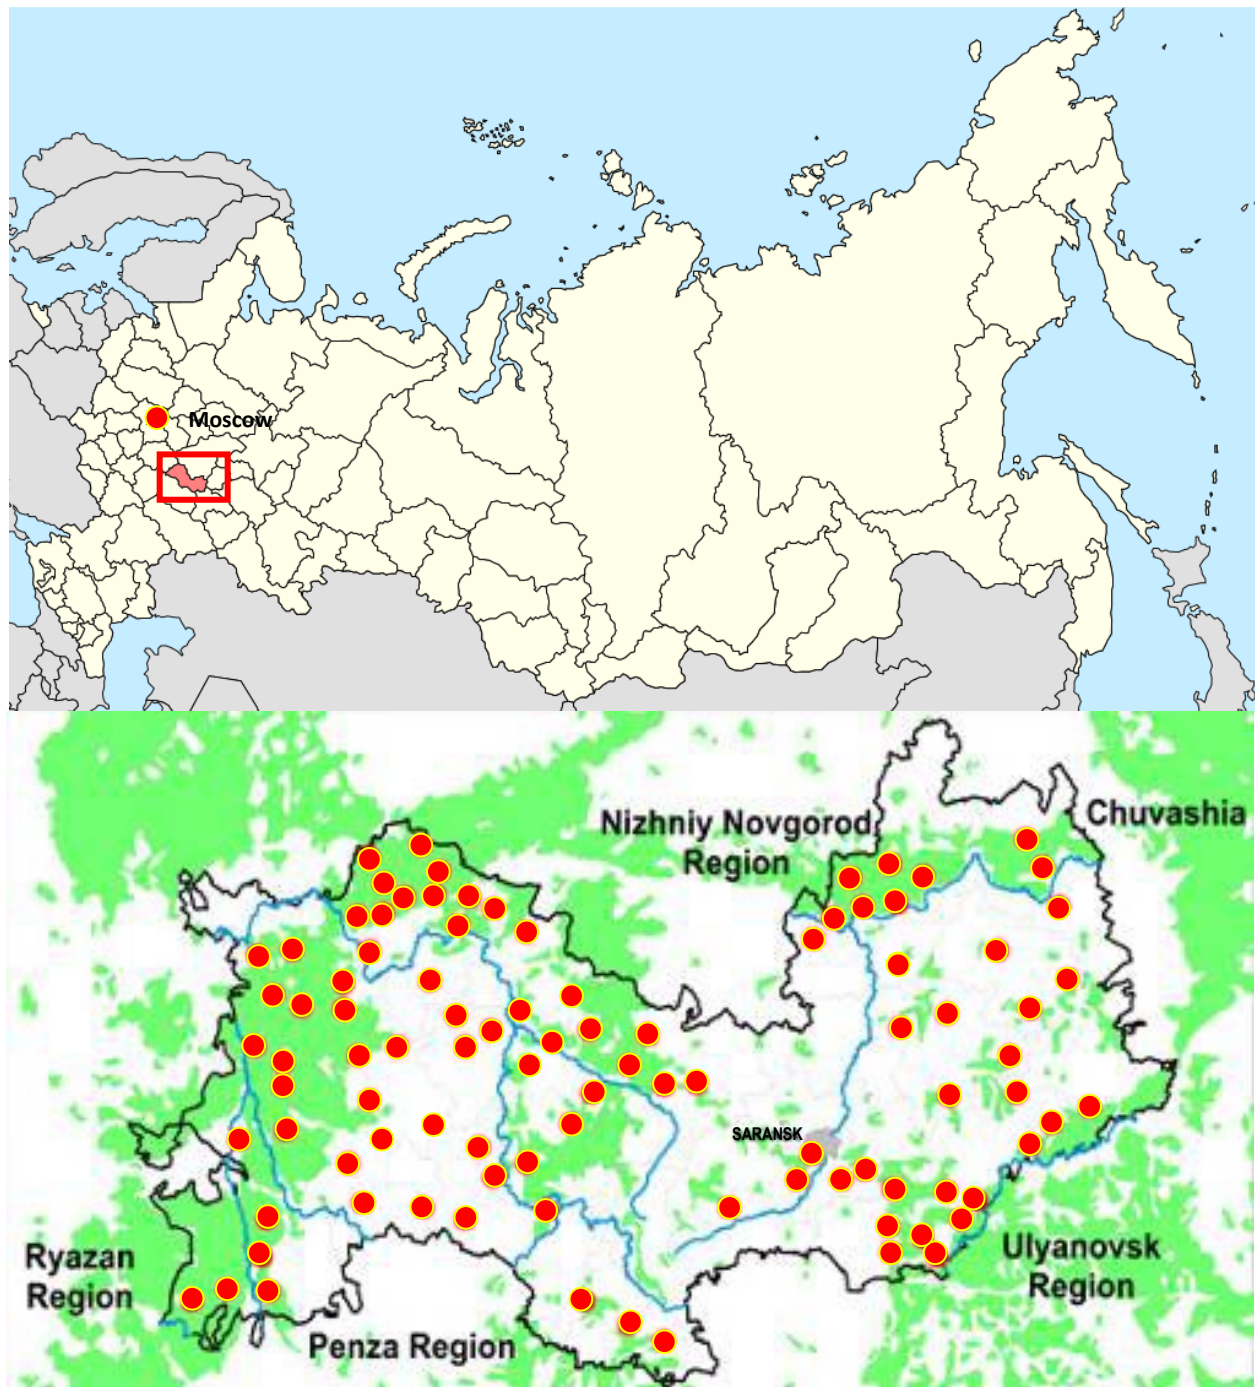 Moscow
Nizhniy Novgorod
Region
Chuvashia
SARANSK
Ryazan
Region
Ulyanovsk
Region
Penza Region